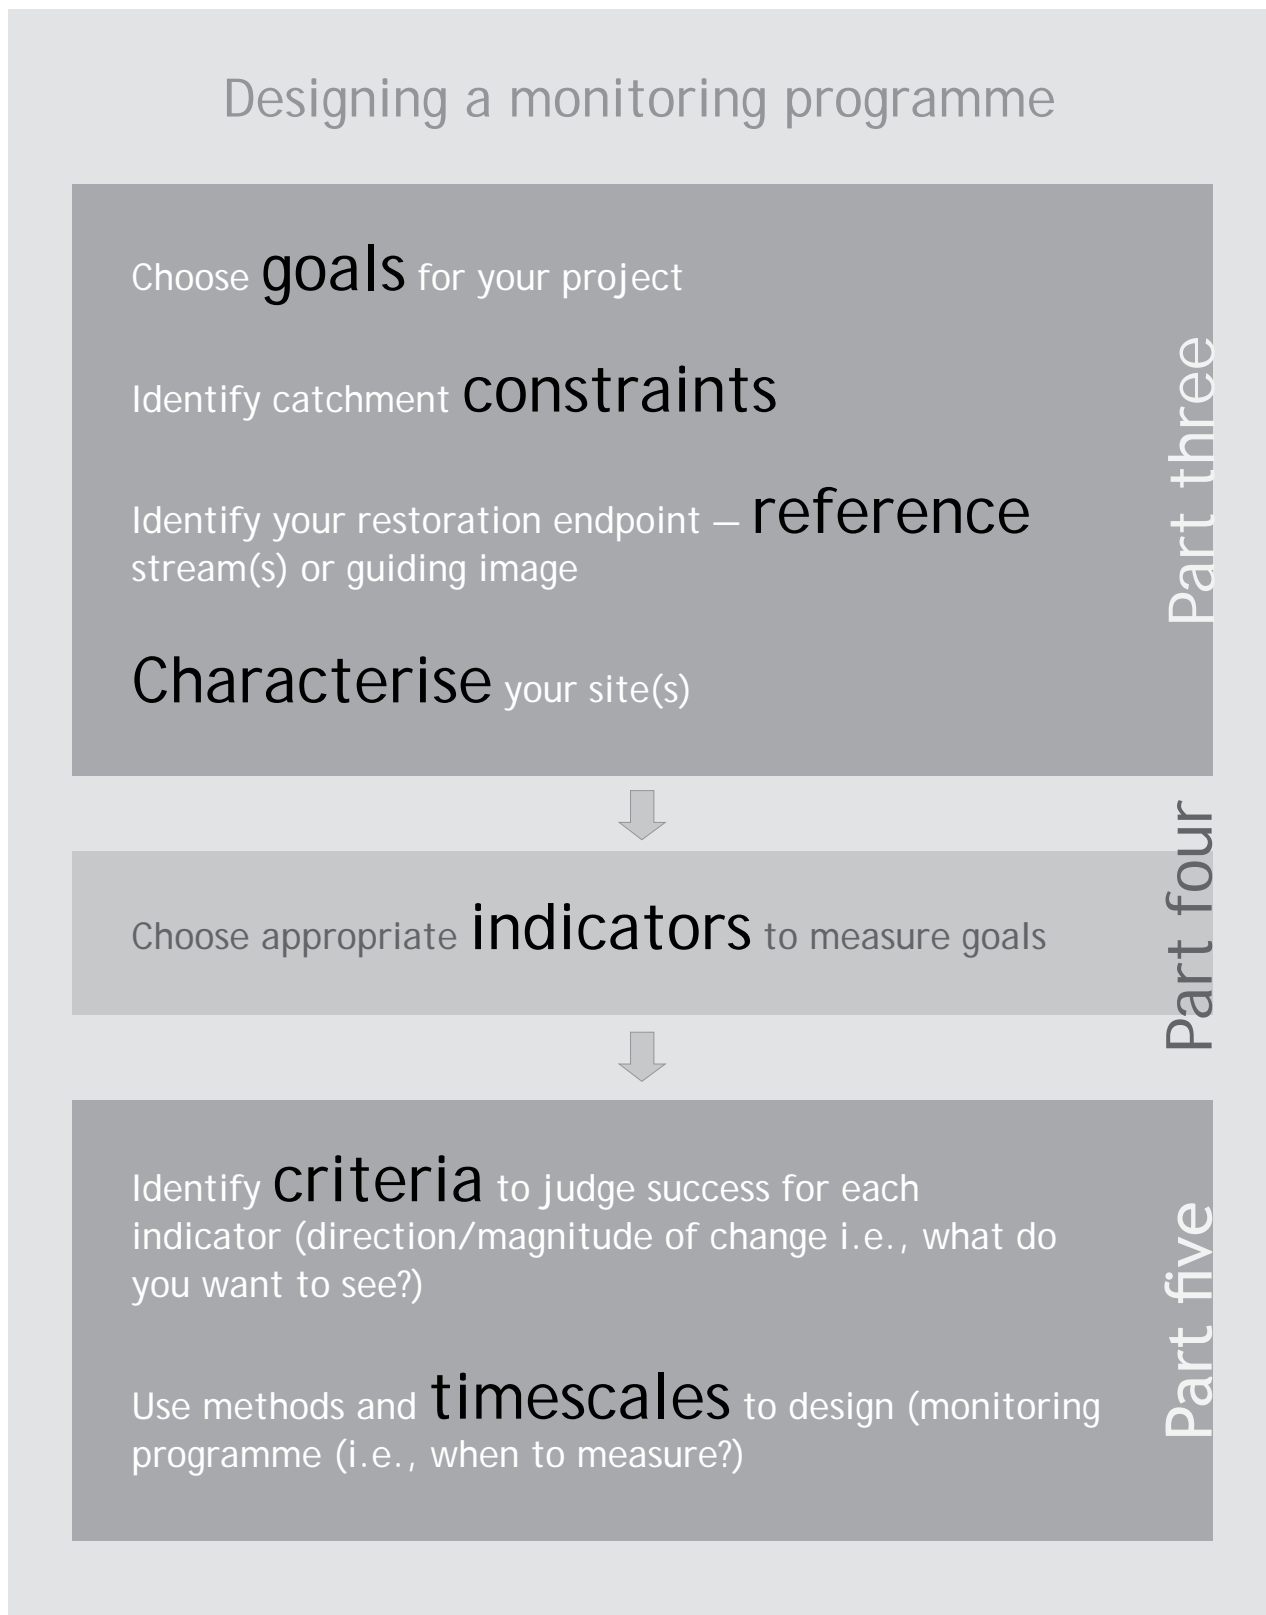 Designing a monitoring programme
Choose goals for your project
Identify catchment constraints
Identify your restoration endpoint — reference
stream(s) or guiding image
Characterise your site(s)
Part three
Choose appropriate indicators to measure goals
Part four
Identify criteria to judge success for each
indicator (direction/magnitude of change i.e., what do
you want to see?)
Use methods and timescales to design (monitoring
programme (i.e., when to measure?)
Part five